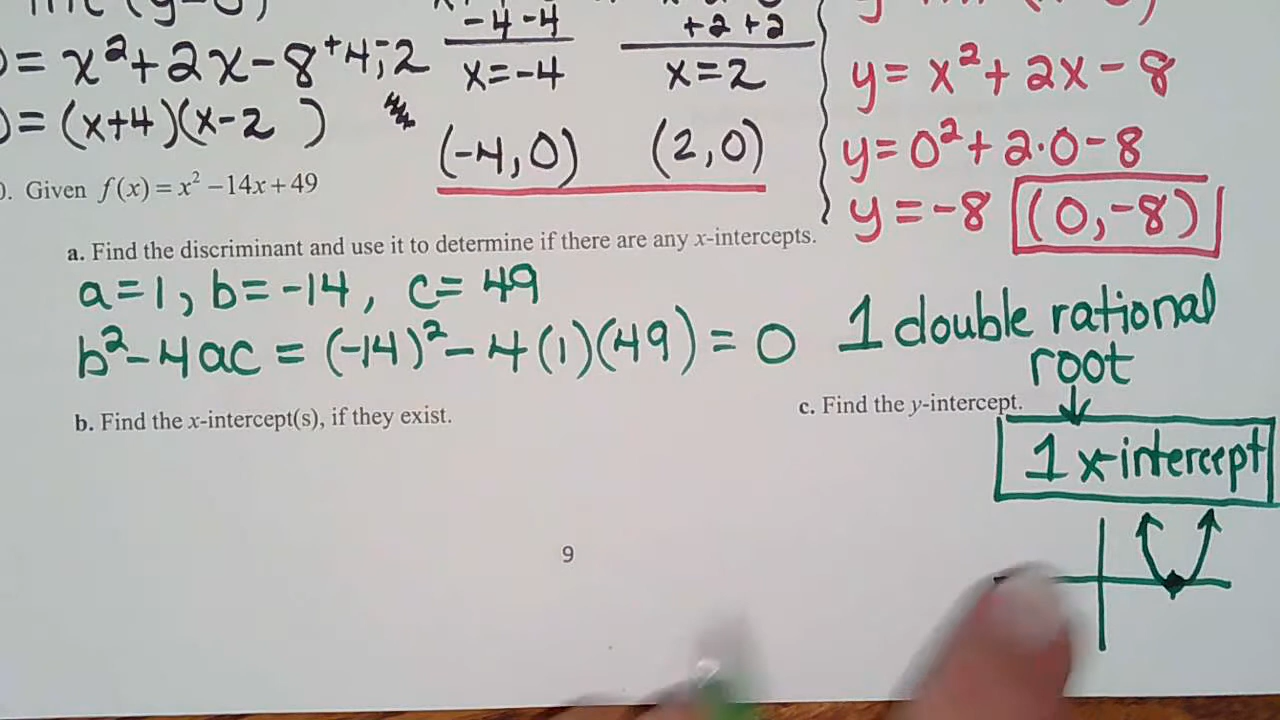 = x² + 2x - 8 +4, -2
= (x+4)(x-2 )
-4 -4
x = -4
(-4, 0)
+2 +2
x = 2
(2, 0)
y = x² + 2x - 8
y = 0² + 2·0 - 8
y = -8 (0, -8)
0. Given f(x) = x² - 14x + 49
a. Find the discriminant and use it to determine if there are any x-intercepts.
a = 1, b = -14, c = 49
b² - 4ac = (-14)² - 4(1)(49) = 0
1 double rational
root
b. Find the x-intercept(s), if they exist.
c. Find the y-intercept.
1 x-intercept
9